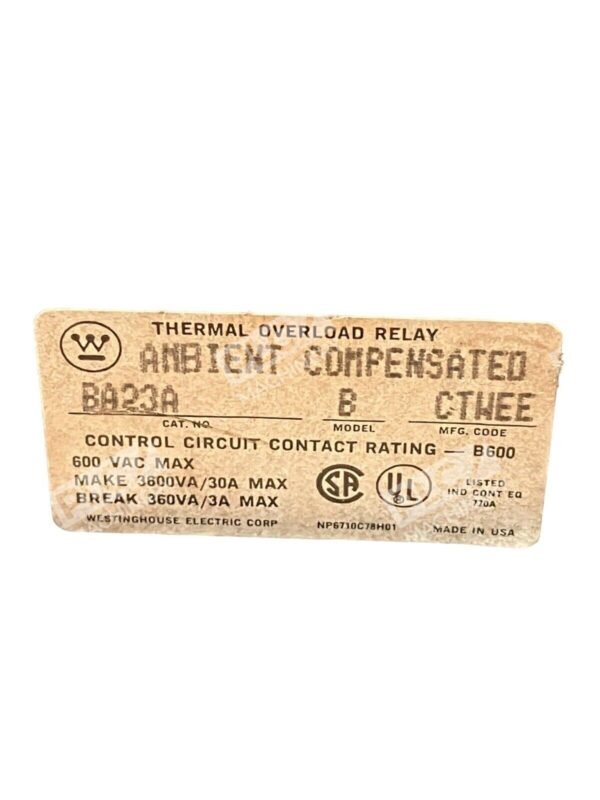 W
THERMAL OVERLOAD RELAY
AMBIENT COMPENSATED
BA23A B CTWEE
CAT. NO. MODEL MFG. CODE
CONTROL CIRCUIT CONTACT RATING — B600
600 VAC MAX
MAKE 3600VA/30A MAX
BREAK 360VA/3A MAX
SA UL
LISTED
IND CONT EQ
770A
WESTINGHOUSE ELECTRIC CORP NP6710C78H01 MADE IN USA